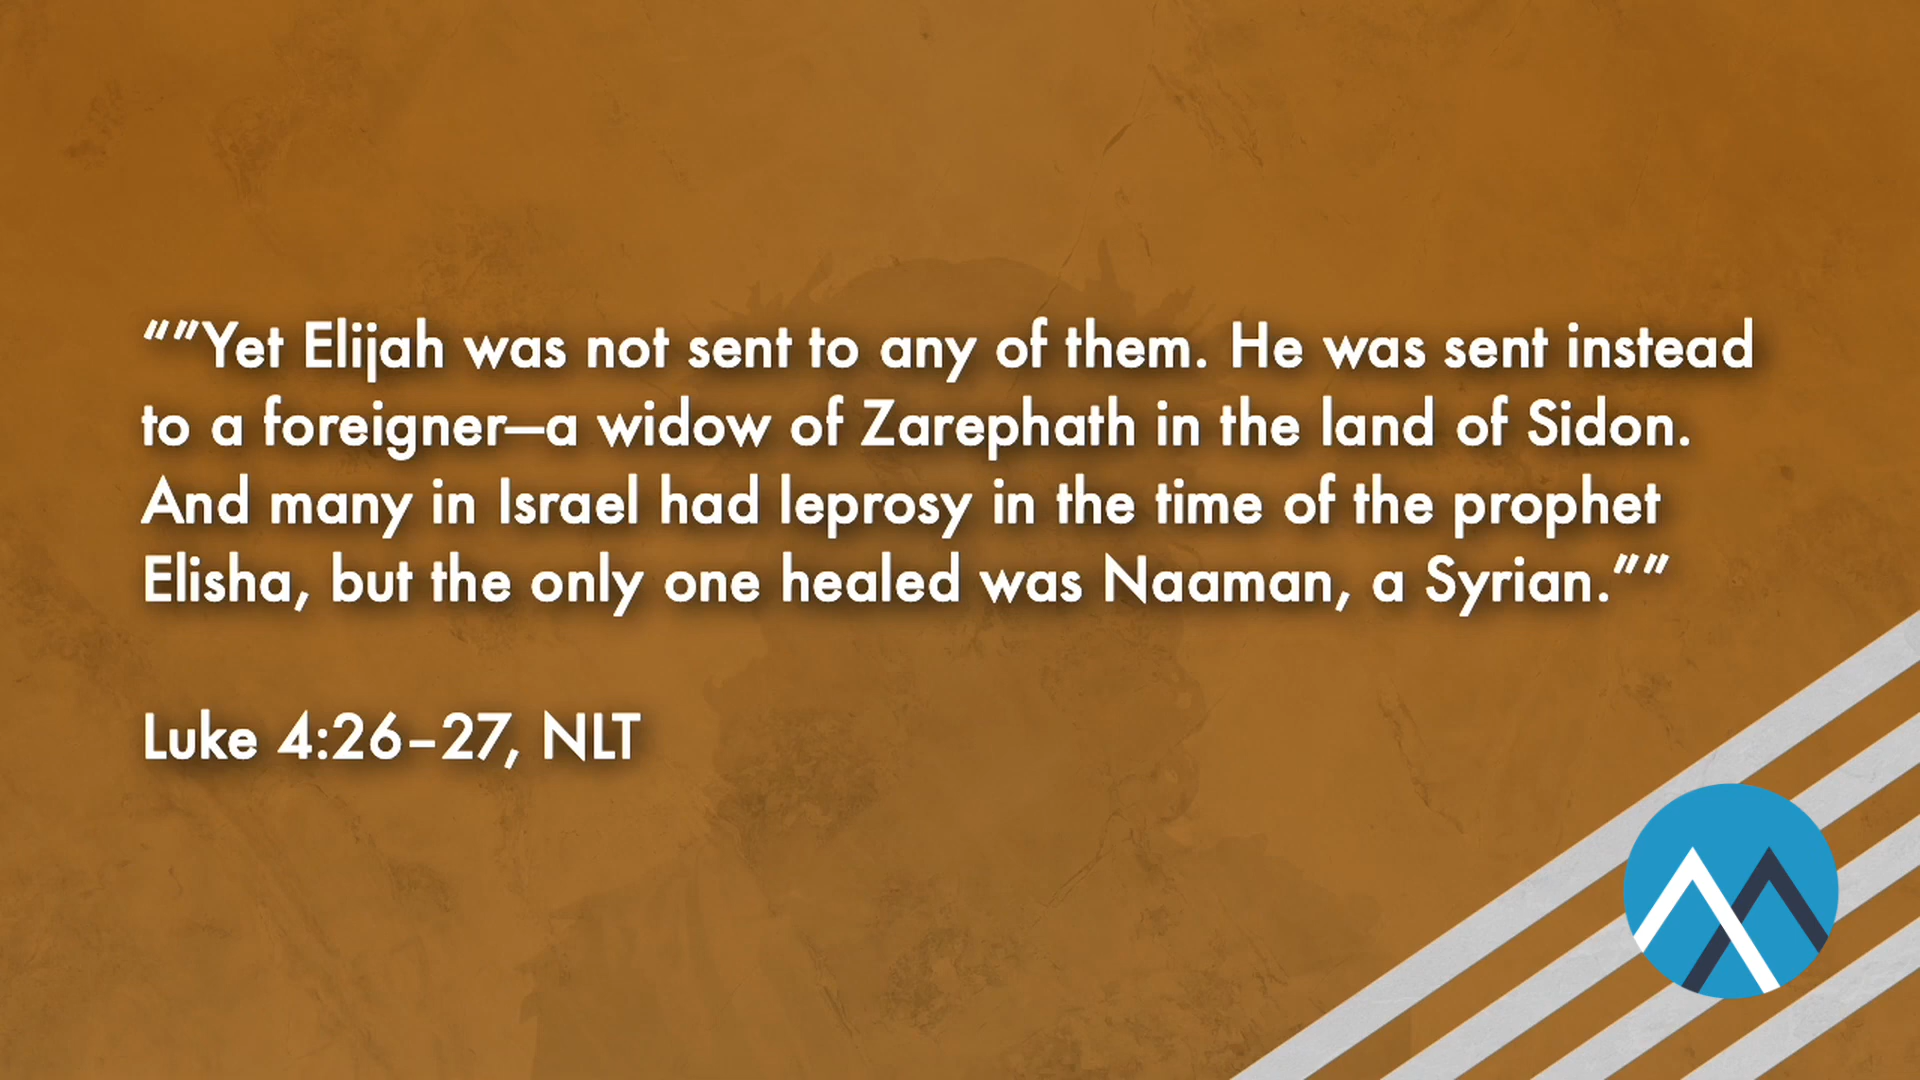 “”Yet Elijah was not sent to any of them. He was sent instead
to a foreigner—a widow of Zarephath in the land of Sidon.
And many in Israel had leprosy in the time of the prophet
Elisha, but the only one healed was Naaman, a Syrian.””
Luke 4:26–27, NLT